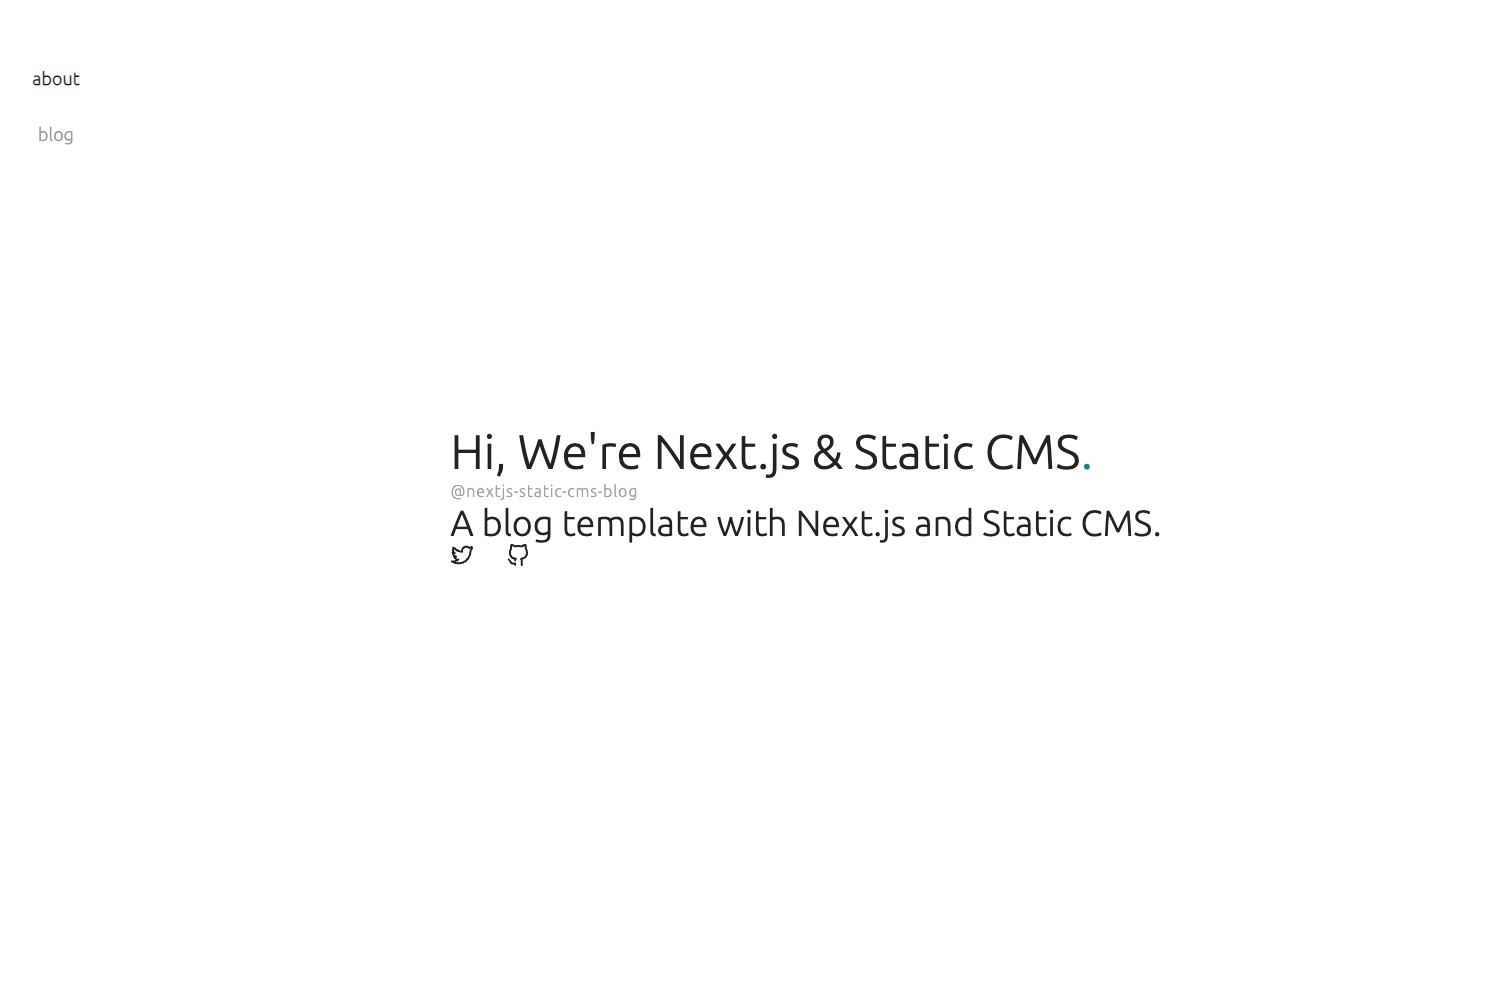 about
blog
Hi, We're Next.js & Static CMS.
@nextjs-static-cms-blog
A blog template with Next.js and Static CMS.